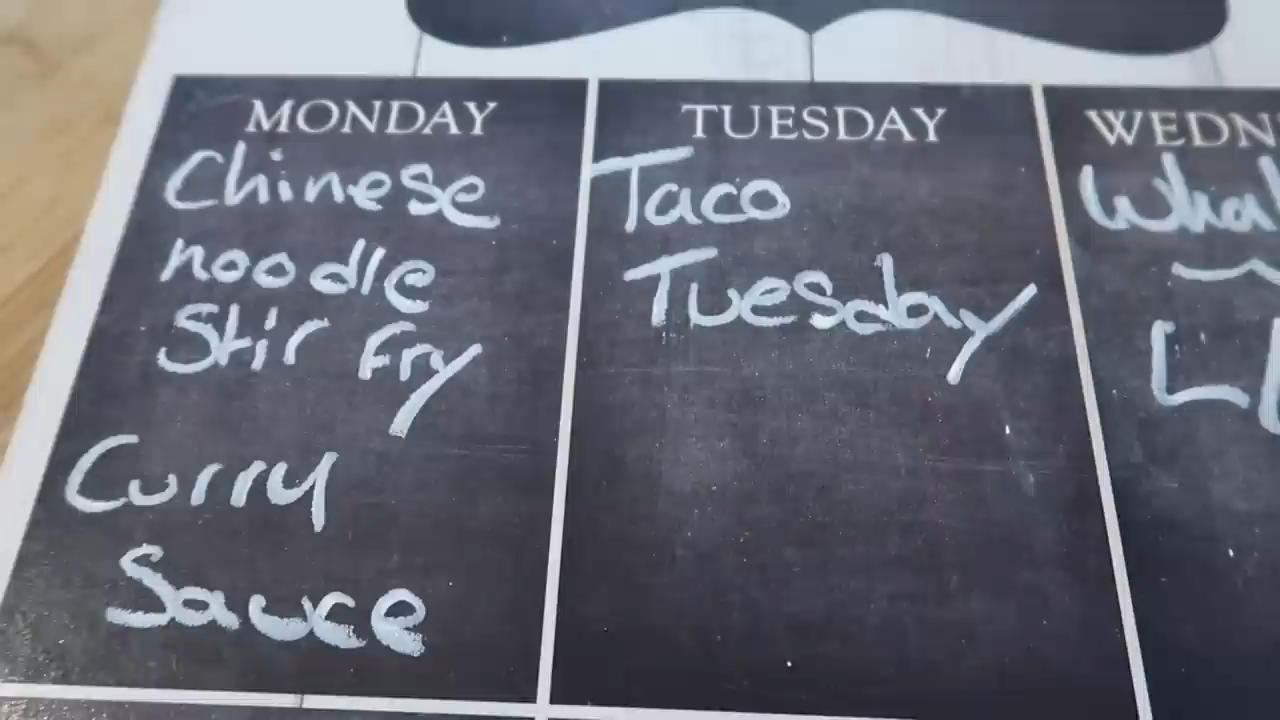 MONDAY
Chinese
noodle
Stir fry
Curry
Sauce
TUESDAY
Taco
Tuesday